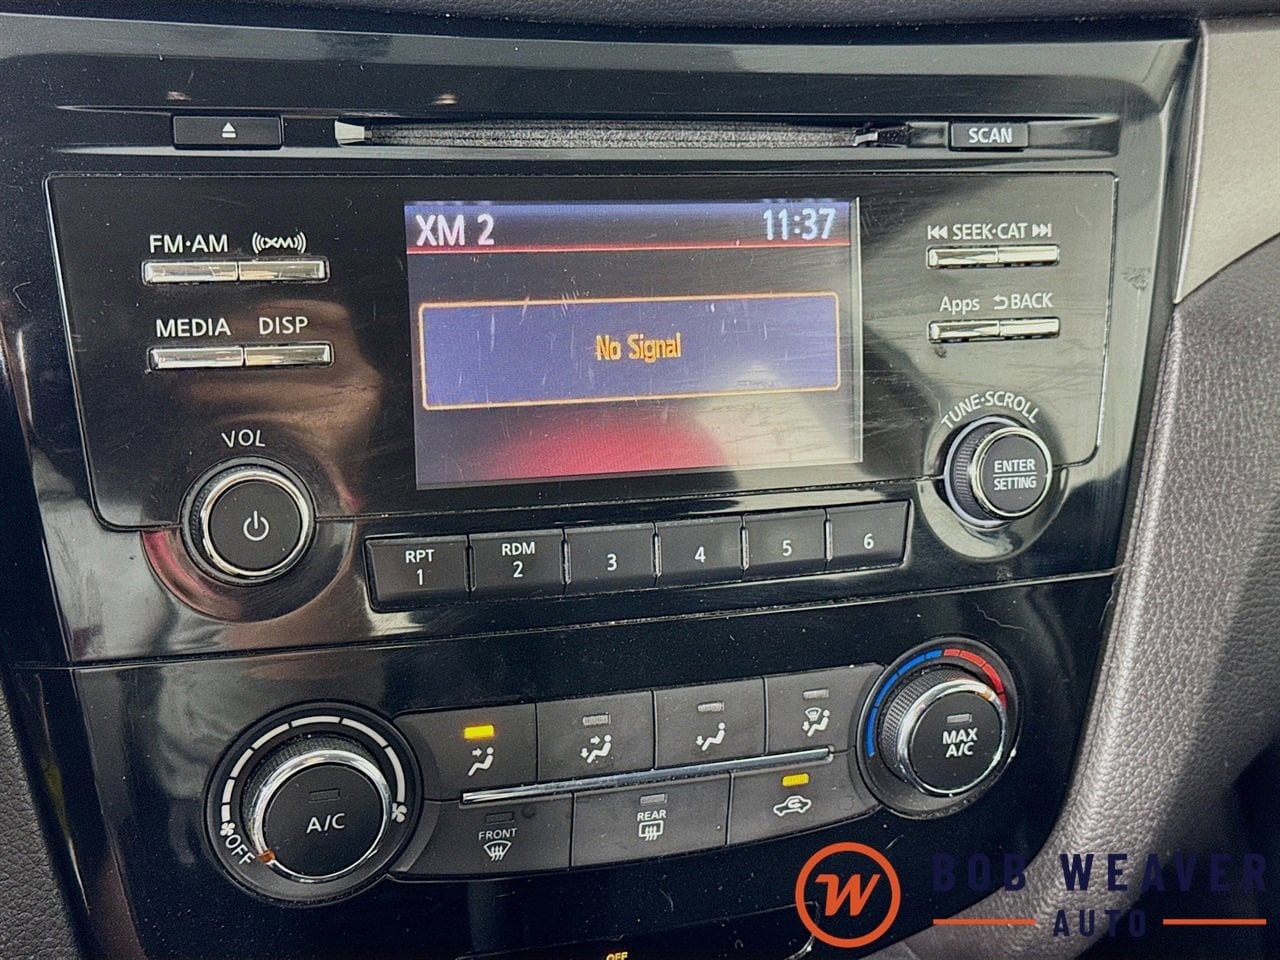 SCAN
FM·AM
((XM))
XM 2
11:37
SEEK·CAT
MEDIA
DISP
Apps
BACK
No Signal
VOL
TUNE·SCROLL
ENTER
SETTING
RPT
1
RDM
2
3
4
5
6
A/C
OFF
MAX
A/C
FRONT
REAR
W
BOB WEAVER
AUTO
OFF